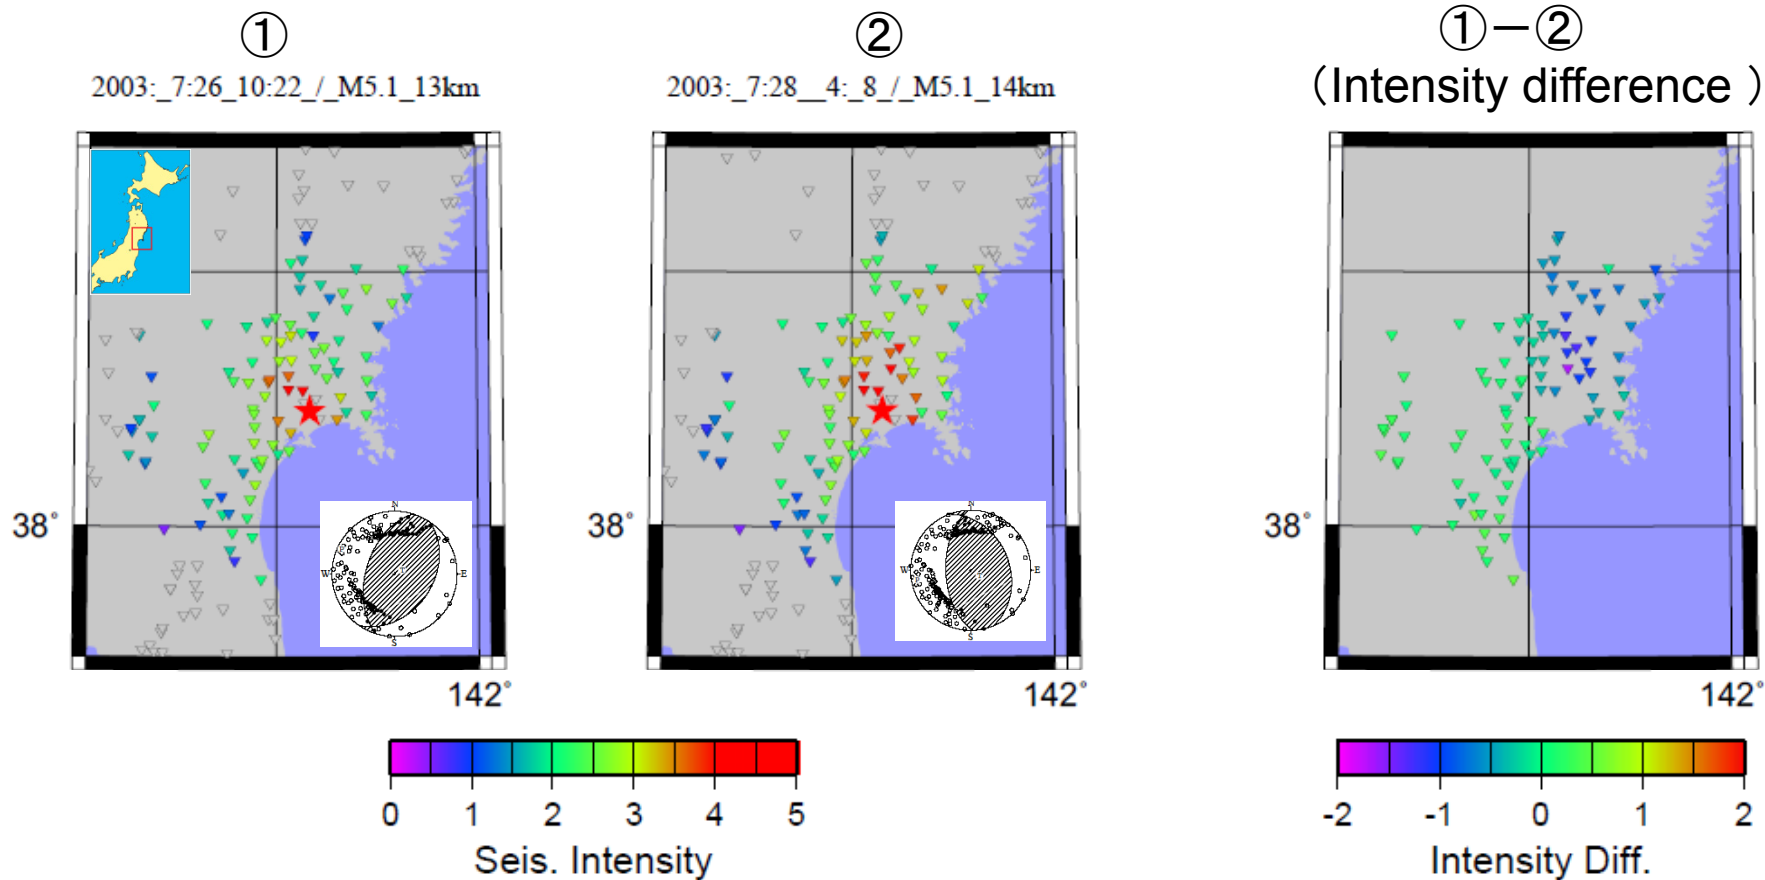 ①
2003:_7:26_10:22_/_M5.1_13km
38°
142°
N
W
E
S
②
2003:_7:28__4:_8_/_M5.1_14km
38°
142°
N
W
E
S
0 1 2 3 4 5
Seis. Intensity
①－②
（Intensity difference ）
38°
142°
-2 -1 0 1 2
Intensity Diff.